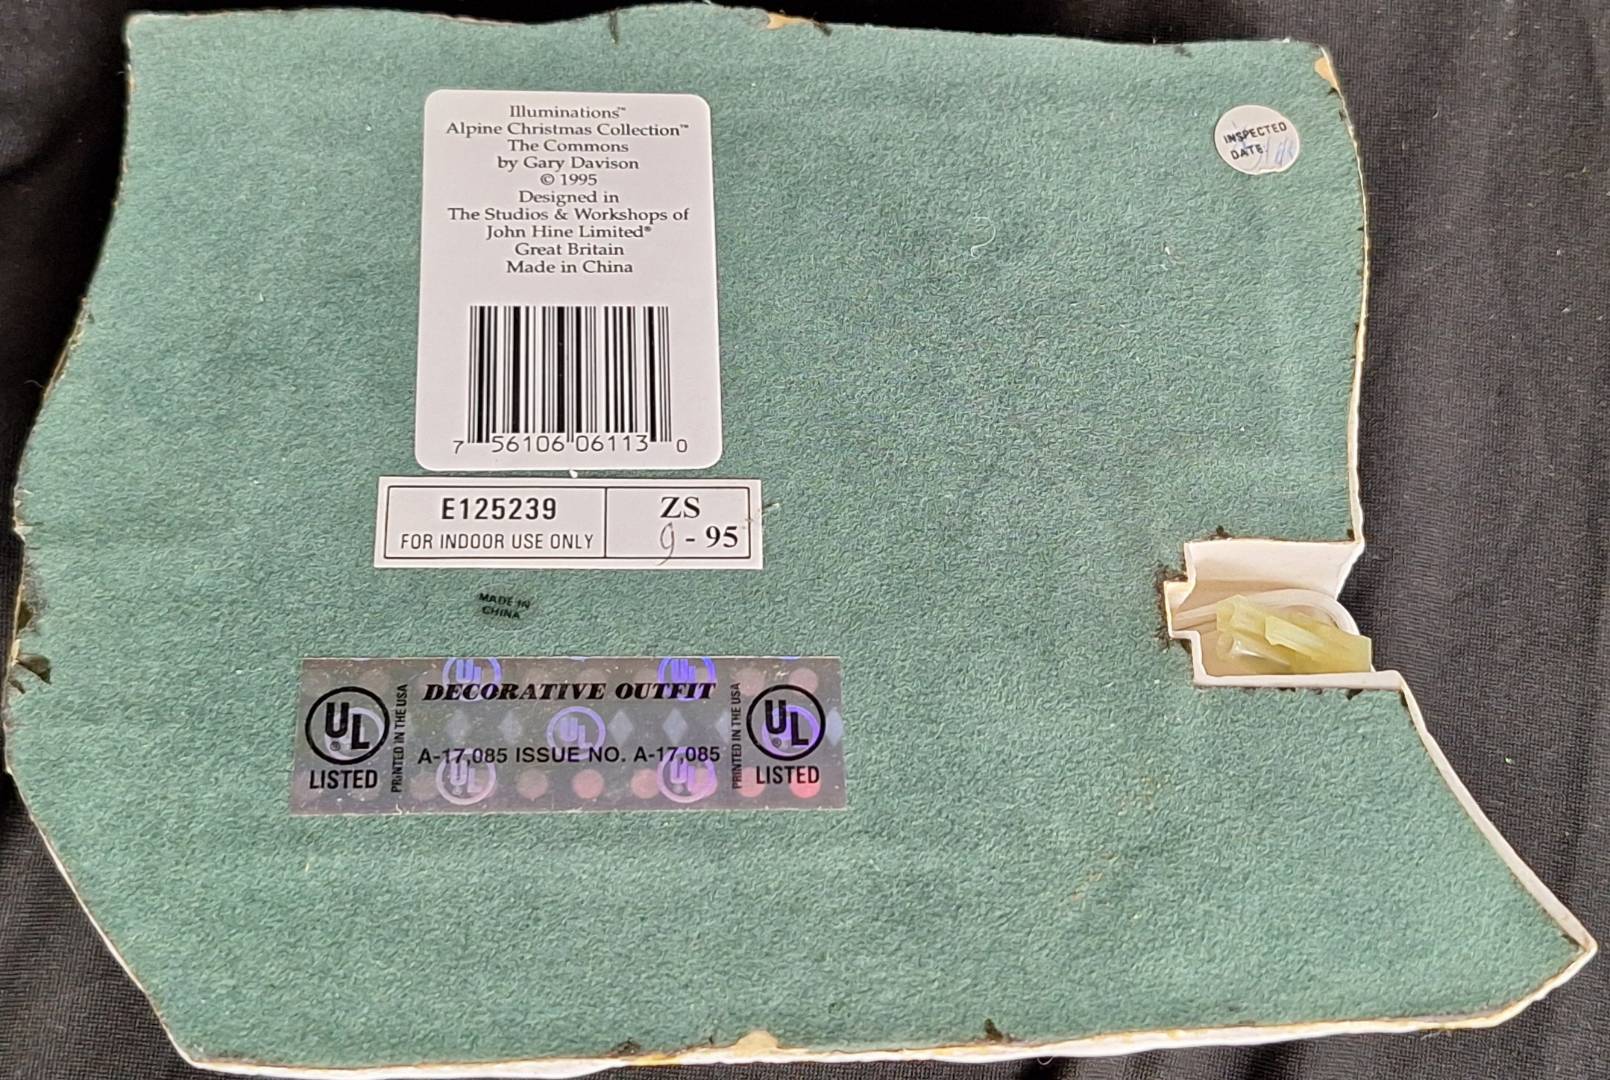 Illuminations™
Alpine Christmas Collection™
The Commons
by Gary Davison
© 1995
Designed in
The Studios & Workshops of
John Hine Limited®
Great Britain
Made in China
7 56106 06113 0
INSPECTED
DATE
E125239
FOR INDOOR USE ONLY
ZS
9 - 95
MADE IN
CHINA
UL
LISTED
PRINTED IN THE USA
DECORATIVE OUTFIT
A-17,085 ISSUE NO. A-17,085
PRINTED IN THE USA
UL
LISTED